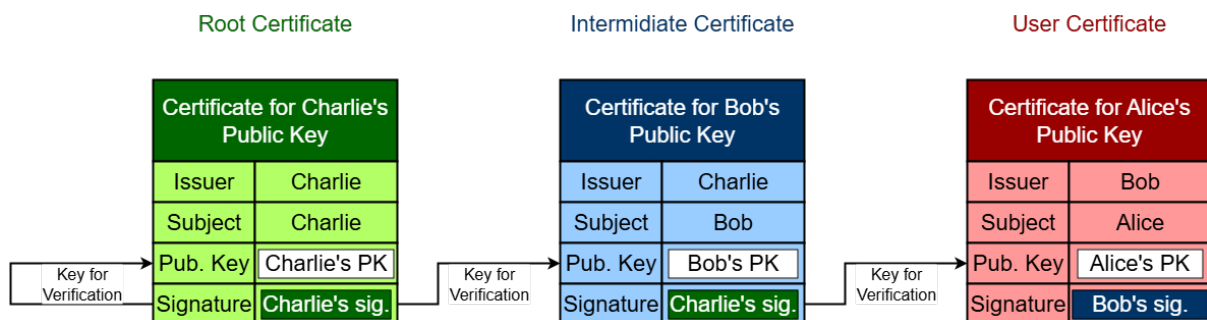 Root Certificate
Intermidiate Certificate
User Certificate
Certificate for Charlie's
Public Key
Issuer Charlie
Subject Charlie
Pub. Key Charlie's PK
Signature Charlie's sig.
Key for
Verification
Certificate for Bob's
Public Key
Issuer Charlie
Subject Bob
Pub. Key Bob's PK
Signature Charlie's sig.
Key for
Verification
Certificate for Alice's
Public Key
Issuer Bob
Subject Alice
Pub. Key Alice's PK
Signature Bob's sig.
Key for
Verification